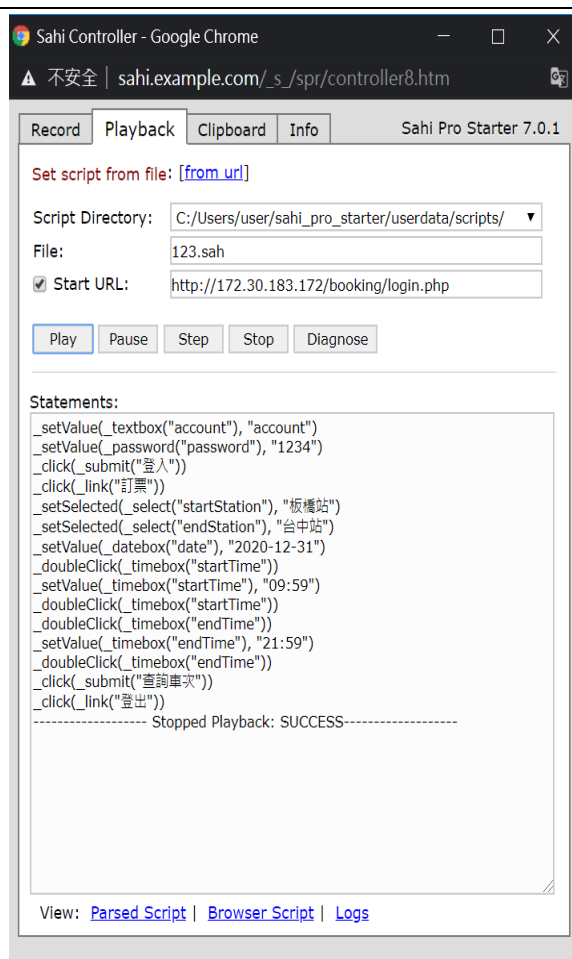 Sahi Controller - Google Chrome
不安全 | sahi.example.com/_s_/spr/controller8.htm
Record Playback Clipboard Info Sahi Pro Starter 7.0.1
Set script from file: [from url]
Script Directory: C:/Users/user/sahi_pro_starter/userdata/scripts/
File: 123.sah
Start URL: http://172.30.183.172/booking/login.php
Play Pause Step Stop Diagnose
Statements:
_setValue(_textbox("account"), "account")
_setValue(_password("password"), "1234")
_click(_submit("登入"))
_click(_link("訂票"))
_setSelected(_select("startStation"), "板橋站")
_setSelected(_select("endStation"), "台中站")
_setValue(_datebox("date"), "2020-12-31")
_doubleClick(_timebox("startTime"))
_setValue(_timebox("startTime"), "09:59")
_doubleClick(_timebox("startTime"))
_doubleClick(_timebox("endTime"))
_setValue(_timebox("endTime"), "21:59")
_doubleClick(_timebox("endTime"))
_click(_submit("查詢車次"))
_click(_link("登出"))
------------------- Stopped Playback: SUCCESS-------------------
View: Parsed Script | Browser Script | Logs